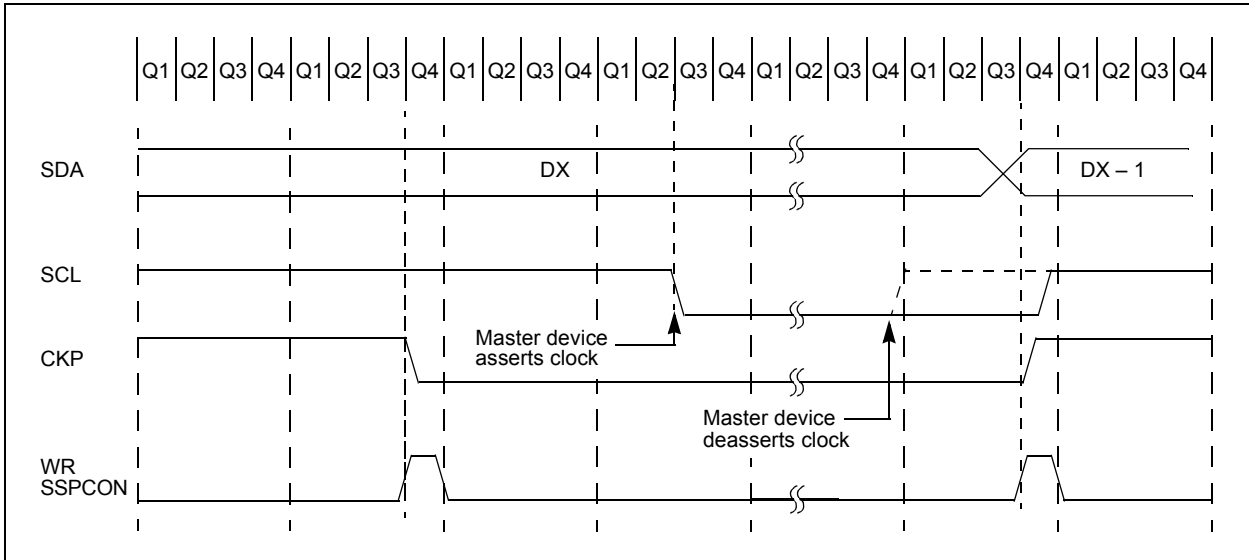 Q1 Q2 Q3 Q4 Q1 Q2 Q3 Q4 Q1 Q2 Q3 Q4 Q1 Q2 Q3 Q4 Q1 Q2 Q3 Q4 Q1 Q2 Q3 Q4 Q1 Q2 Q3 Q4
SDA
DX
DX – 1
SCL
Master device
asserts clock
CKP
Master device
deasserts clock
WR
SSPCON